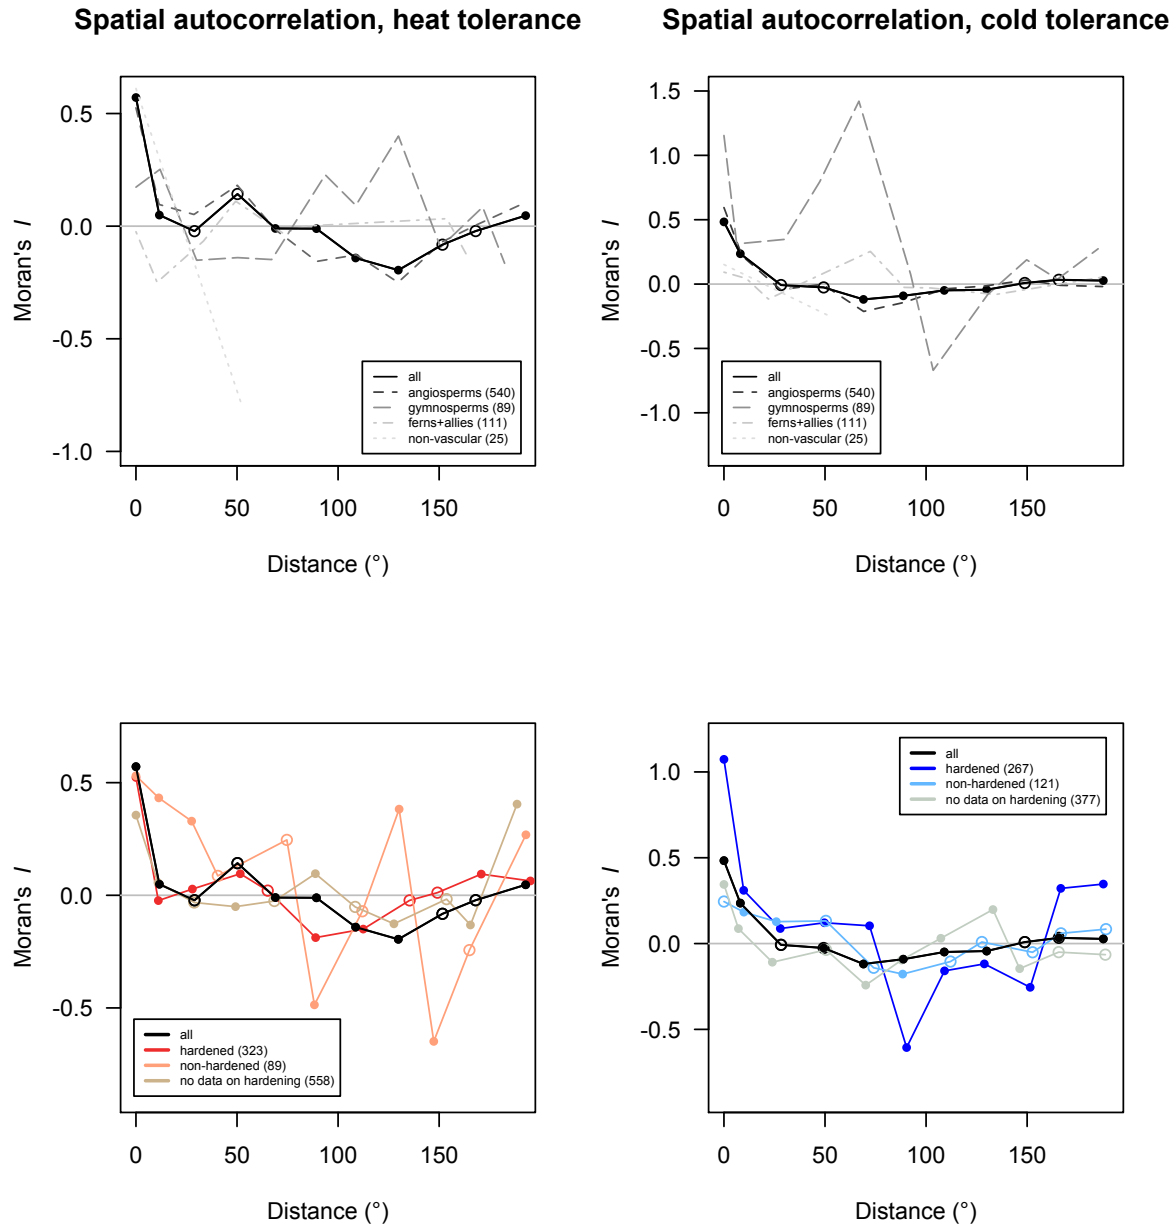 Spatial autocorrelation, heat tolerance
0.5
0.0
-0.5
-1.0
Moran's I
all
angiosperms (540)
gymnosperms (89)
ferns+allies (111)
non-vascular (25)
0 50 100 150
Distance (°)
Spatial autocorrelation, cold tolerance
1.5
1.0
0.5
0.0
-0.5
-1.0
Moran's I
all
angiosperms (540)
gymnosperms (89)
ferns+allies (111)
non-vascular (25)
0 50 100 150
Distance (°)
0.5
0.0
-0.5
Moran's I
all
hardened (323)
non-hardened (89)
no data on hardening (558)
0 50 100 150
Distance (°)
1.0
0.5
0.0
-0.5
Moran's I
all
hardened (267)
non-hardened (121)
no data on hardening (377)
0 50 100 150
Distance (°)